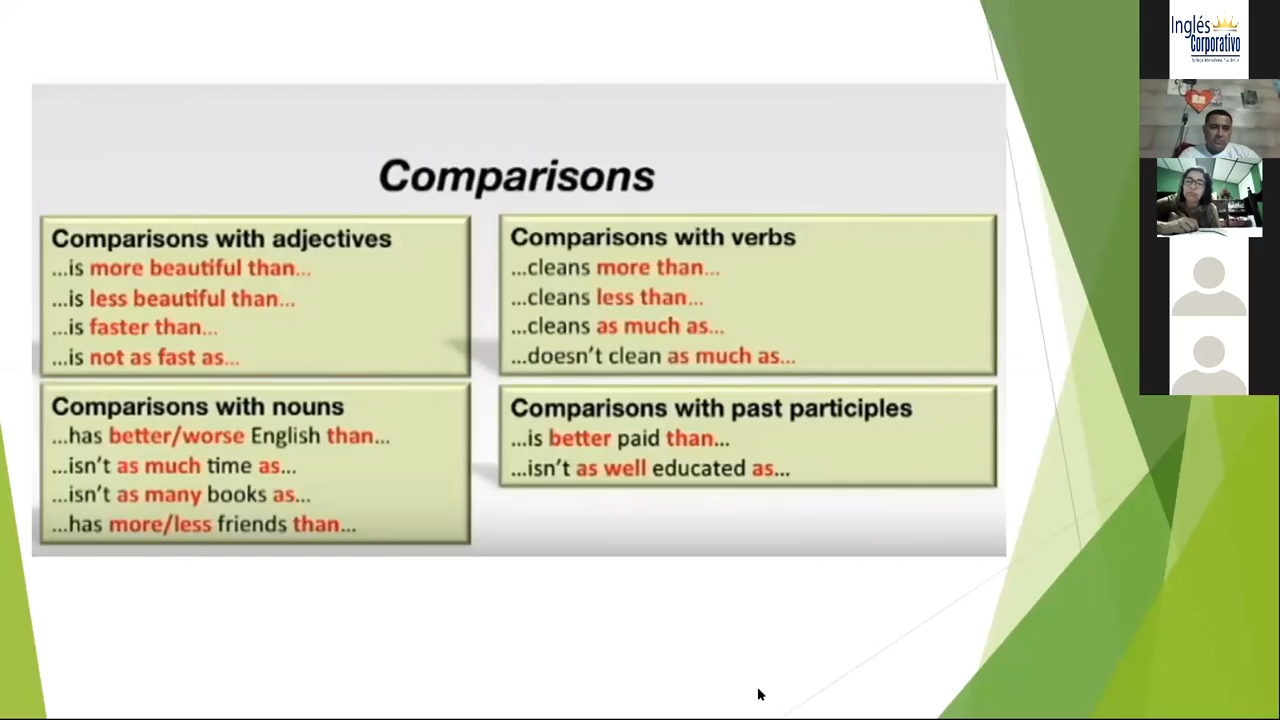 Comparisons
Comparisons with adjectives
...is more beautiful than...
...is less beautiful than...
...is faster than...
...is not as fast as...
Comparisons with verbs
...cleans more than...
...cleans less than...
...cleans as much as...
...doesn't clean as much as...
Comparisons with nouns
...has better/worse English than...
...isn't as much time as...
...isn't as many books as...
...has more/less friends than...
Comparisons with past participles
...is better paid than...
...isn't as well educated as...
Inglés
Corporativo